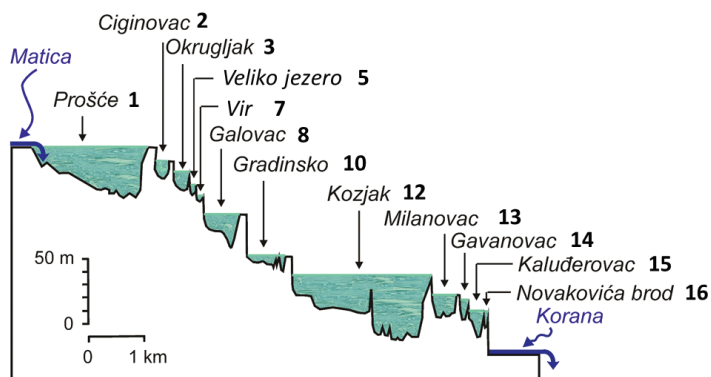 Ciginovac 2
Okrugljak 3
Matica
Veliko jezero 5
Prošće 1
Vir 7
Galovac 8
Gradinsko 10
Kozjak 12
Milanovac 13
Gavanovac 14
50 m
Kaluđerovac 15
Novakovića brod 16
Korana
0
0 1 km